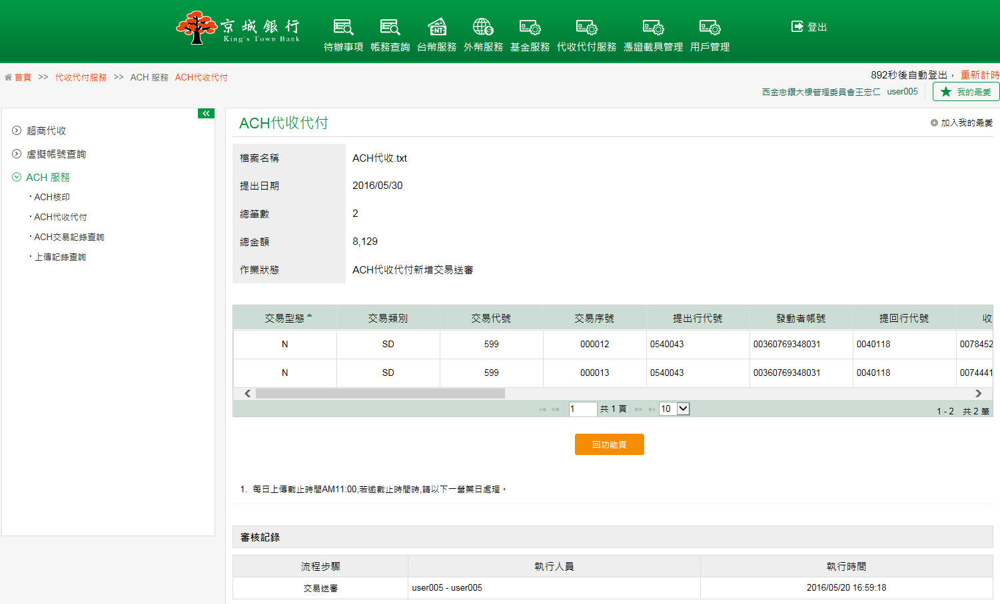 京城銀行
King's Town Bank
待辦事項 帳務查詢 台幣服務 外幣服務 基金服務 代收代付服務 憑證載具管理 用戶管理
登出
首頁 >> 代收代付服務 >> ACH 服務 ACH代收代付
892秒後自動登出， 重新計時
西金忠鑽大樓管理委員會王宏仁 user005
我的最愛
超商代收
虛擬帳號查詢
ACH 服務
ACH核印
ACH代收代付
ACH交易記錄查詢
上傳記錄查詢
ACH代收代付
加入我的最愛
檔案名稱 ACH代收.txt
提出日期 2016/05/30
總筆數 2
總金額 8,129
作業狀態 ACH代收代付新增交易送審
交易型態 交易類別 交易代號 交易序號 提出行代號 發動者帳號 提回行代號 收
N SD 599 000012 0540043 00360769348031 0040118 0078452
N SD 599 000013 0540043 00360769348031 0040118 0074441
1 共 1 頁 10
1 - 2 共 2 筆
回功能頁
1. 每日上傳截止時間AM11:00,若逾截止時間時,請以下一營業日處理。
審核記錄
流程步驟 執行人員 執行時間
交易送審 user005 - user005 2016/05/20 16:59:18